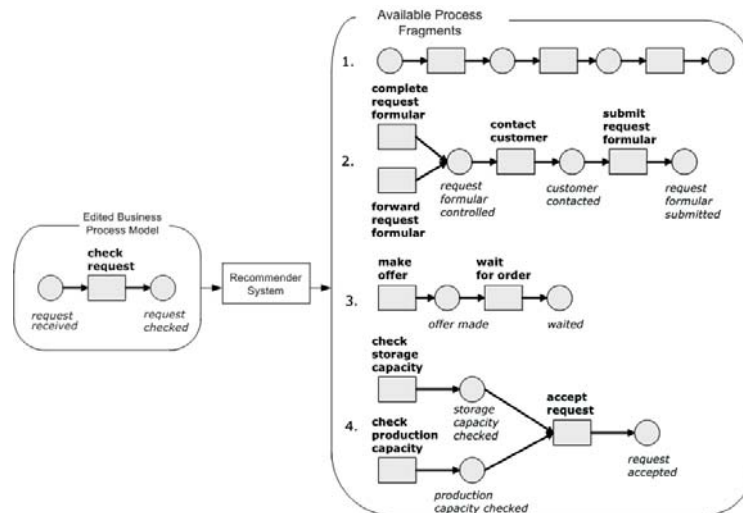 Available Process
Fragments
1.
complete
request
formular
contact
customer
submit
request
formular
2.
request
formular
controlled
customer
contacted
request
formular
submitted
forward
request
formular
Edited Business
Process Model
check
request
request
received
request
checked
Recommender
System
make
offer
wait
for order
3.
offer made
waited
check
storage
capacity
storage
capacity
checked
accept
request
4.
check
production
capacity
request
accepted
production
capacity checked